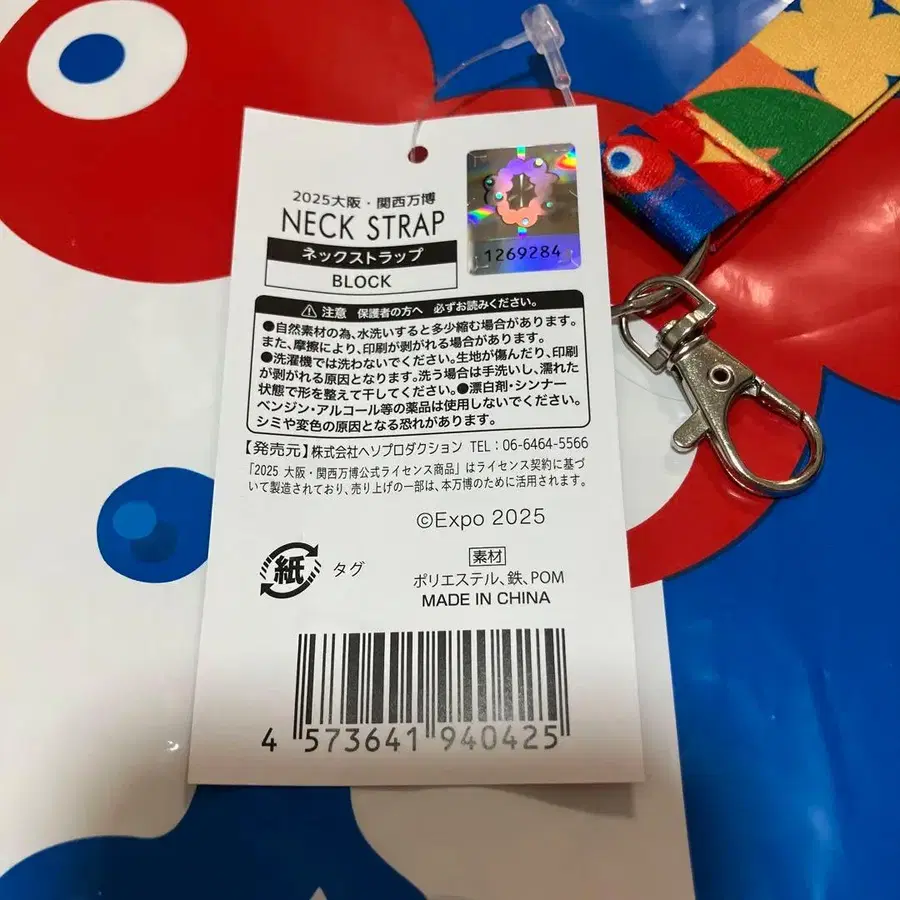 2025大阪・関西万博
NECK STRAP
ネックストラップ
BLOCK
1269284
注意 保護者の方へ 必ずお読みください。
●自然素材の為、水洗いすると多少縮む場合があります。
また、摩擦により、印刷が剥がれる場合があります。
●洗濯機では洗わないでください。生地が傷んだり、印刷
が剥がれる原因となります。洗う場合は手洗いし、濡れた
状態で形を整えて干してください。●漂白剤・シンナー
ベンジン・アルコール等の薬品は使用しないでください。
シミや変色の原因となる恐れがあります。
【発売元】株式会社ヘソプロダクション TEL：06-6464-5566
「2025 大阪・関西万博公式ライセンス商品」はライセンス契約に基づ
いて製造されており、売り上げの一部は、本万博のために活用されます。
©Expo 2025
紙 タグ
素材
ポリエステル、鉄、POM
MADE IN CHINA
4 573641 940425